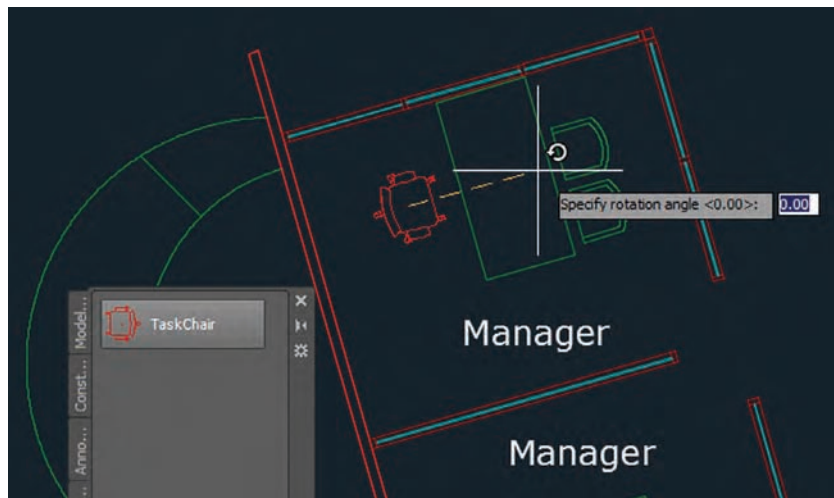 Specify rotation angle <0.00>: 0.00
Model...
TaskChair
Const...
Anno...
Manager
Manager